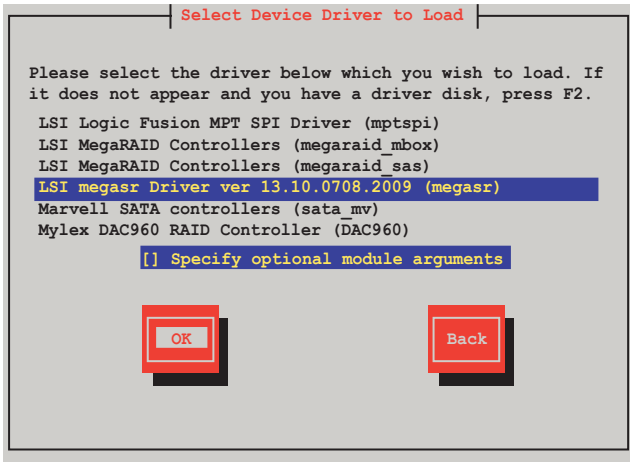 Select Device Driver to Load
Please select the driver below which you wish to load. If
it does not appear and you have a driver disk, press F2.
LSI Logic Fusion MPT SPI Driver (mptspi)
LSI MegaRAID Controllers (megaraid_mbox)
LSI MegaRAID Controllers (megaraid_sas)
LSI megasr Driver ver 13.10.0708.2009 (megasr)
Marvell SATA controllers (sata_mv)
Mylex DAC960 RAID Controller (DAC960)
[] Specify optional module arguments
OK
Back